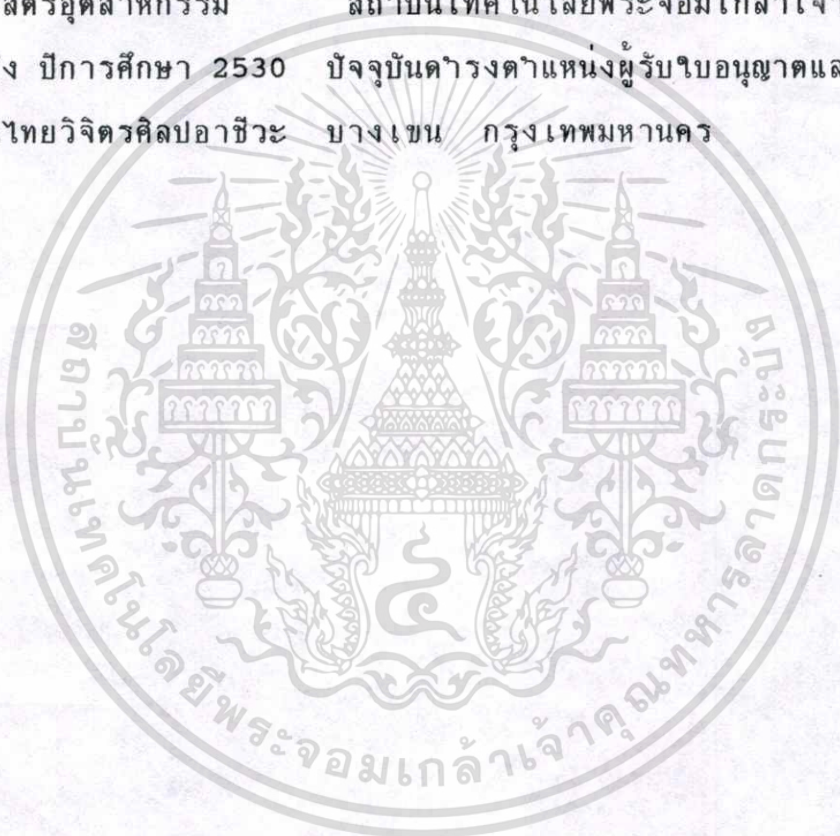 สตรอุตสาหกรรม สถาบันเทคโนโลยีพระจอมเกล้าเจ้า
ง ปีการศึกษา 2530 ปัจจุบันดำรงตำแหน่งผู้รับใบอนุญาตแล
นไทยวิจิตรศิลปอาชีวะ บางเขน กรุงเทพมหานคร
สถาบันเทคโนโลยีพระจอมเกล้าเจ้าคุณทหารลาดกระบัง